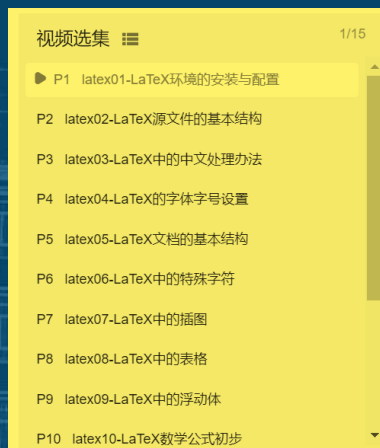 视频选集
1/15
P1 latex01-LaTeX环境的安装与配置
P2 latex02-LaTeX源文件的基本结构
P3 latex03-LaTeX中的中文处理办法
P4 latex04-LaTeX的字体字号设置
P5 latex05-LaTeX文档的基本结构
P6 latex06-LaTeX中的特殊字符
P7 latex07-LaTeX中的插图
P8 latex08-LaTeX中的表格
P9 latex09-LaTeX中的浮动体
P10 latex10-LaTeX数学公式初步